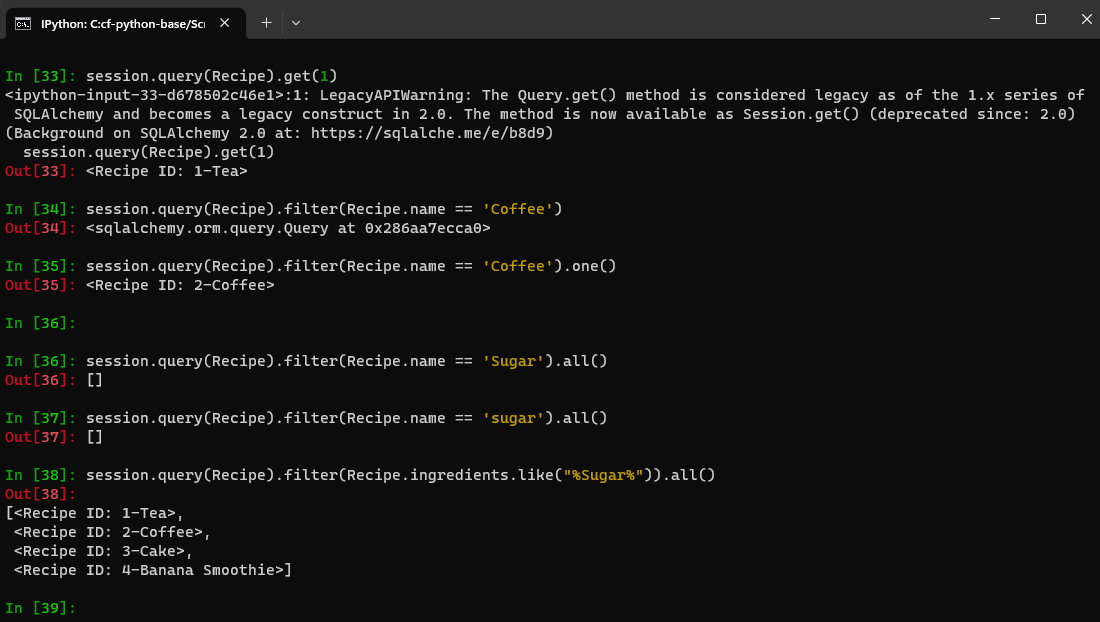 IPython: C:cf-python-base/Scr
In [33]: session.query(Recipe).get(1)
<ipython-input-33-d678502c46e1>:1: LegacyAPIWarning: The Query.get() method is considered legacy as of the 1.x series of
 SQLAlchemy and becomes a legacy construct in 2.0. The method is now available as Session.get() (deprecated since: 2.0)
(Background on SQLAlchemy 2.0 at: https://sqlalche.me/e/b8d9)
  session.query(Recipe).get(1)
Out[33]: <Recipe ID: 1-Tea>
In [34]: session.query(Recipe).filter(Recipe.name == 'Coffee')
Out[34]: <sqlalchemy.orm.query.Query at 0x286aa7ecca0>
In [35]: session.query(Recipe).filter(Recipe.name == 'Coffee').one()
Out[35]: <Recipe ID: 2-Coffee>
In [36]:
In [36]: session.query(Recipe).filter(Recipe.name == 'Sugar').all()
Out[36]: []
In [37]: session.query(Recipe).filter(Recipe.name == 'sugar').all()
Out[37]: []
In [38]: session.query(Recipe).filter(Recipe.ingredients.like("%Sugar%")).all()
Out[38]:
[<Recipe ID: 1-Tea>,
 <Recipe ID: 2-Coffee>,
 <Recipe ID: 3-Cake>,
 <Recipe ID: 4-Banana Smoothie>]
In [39]: